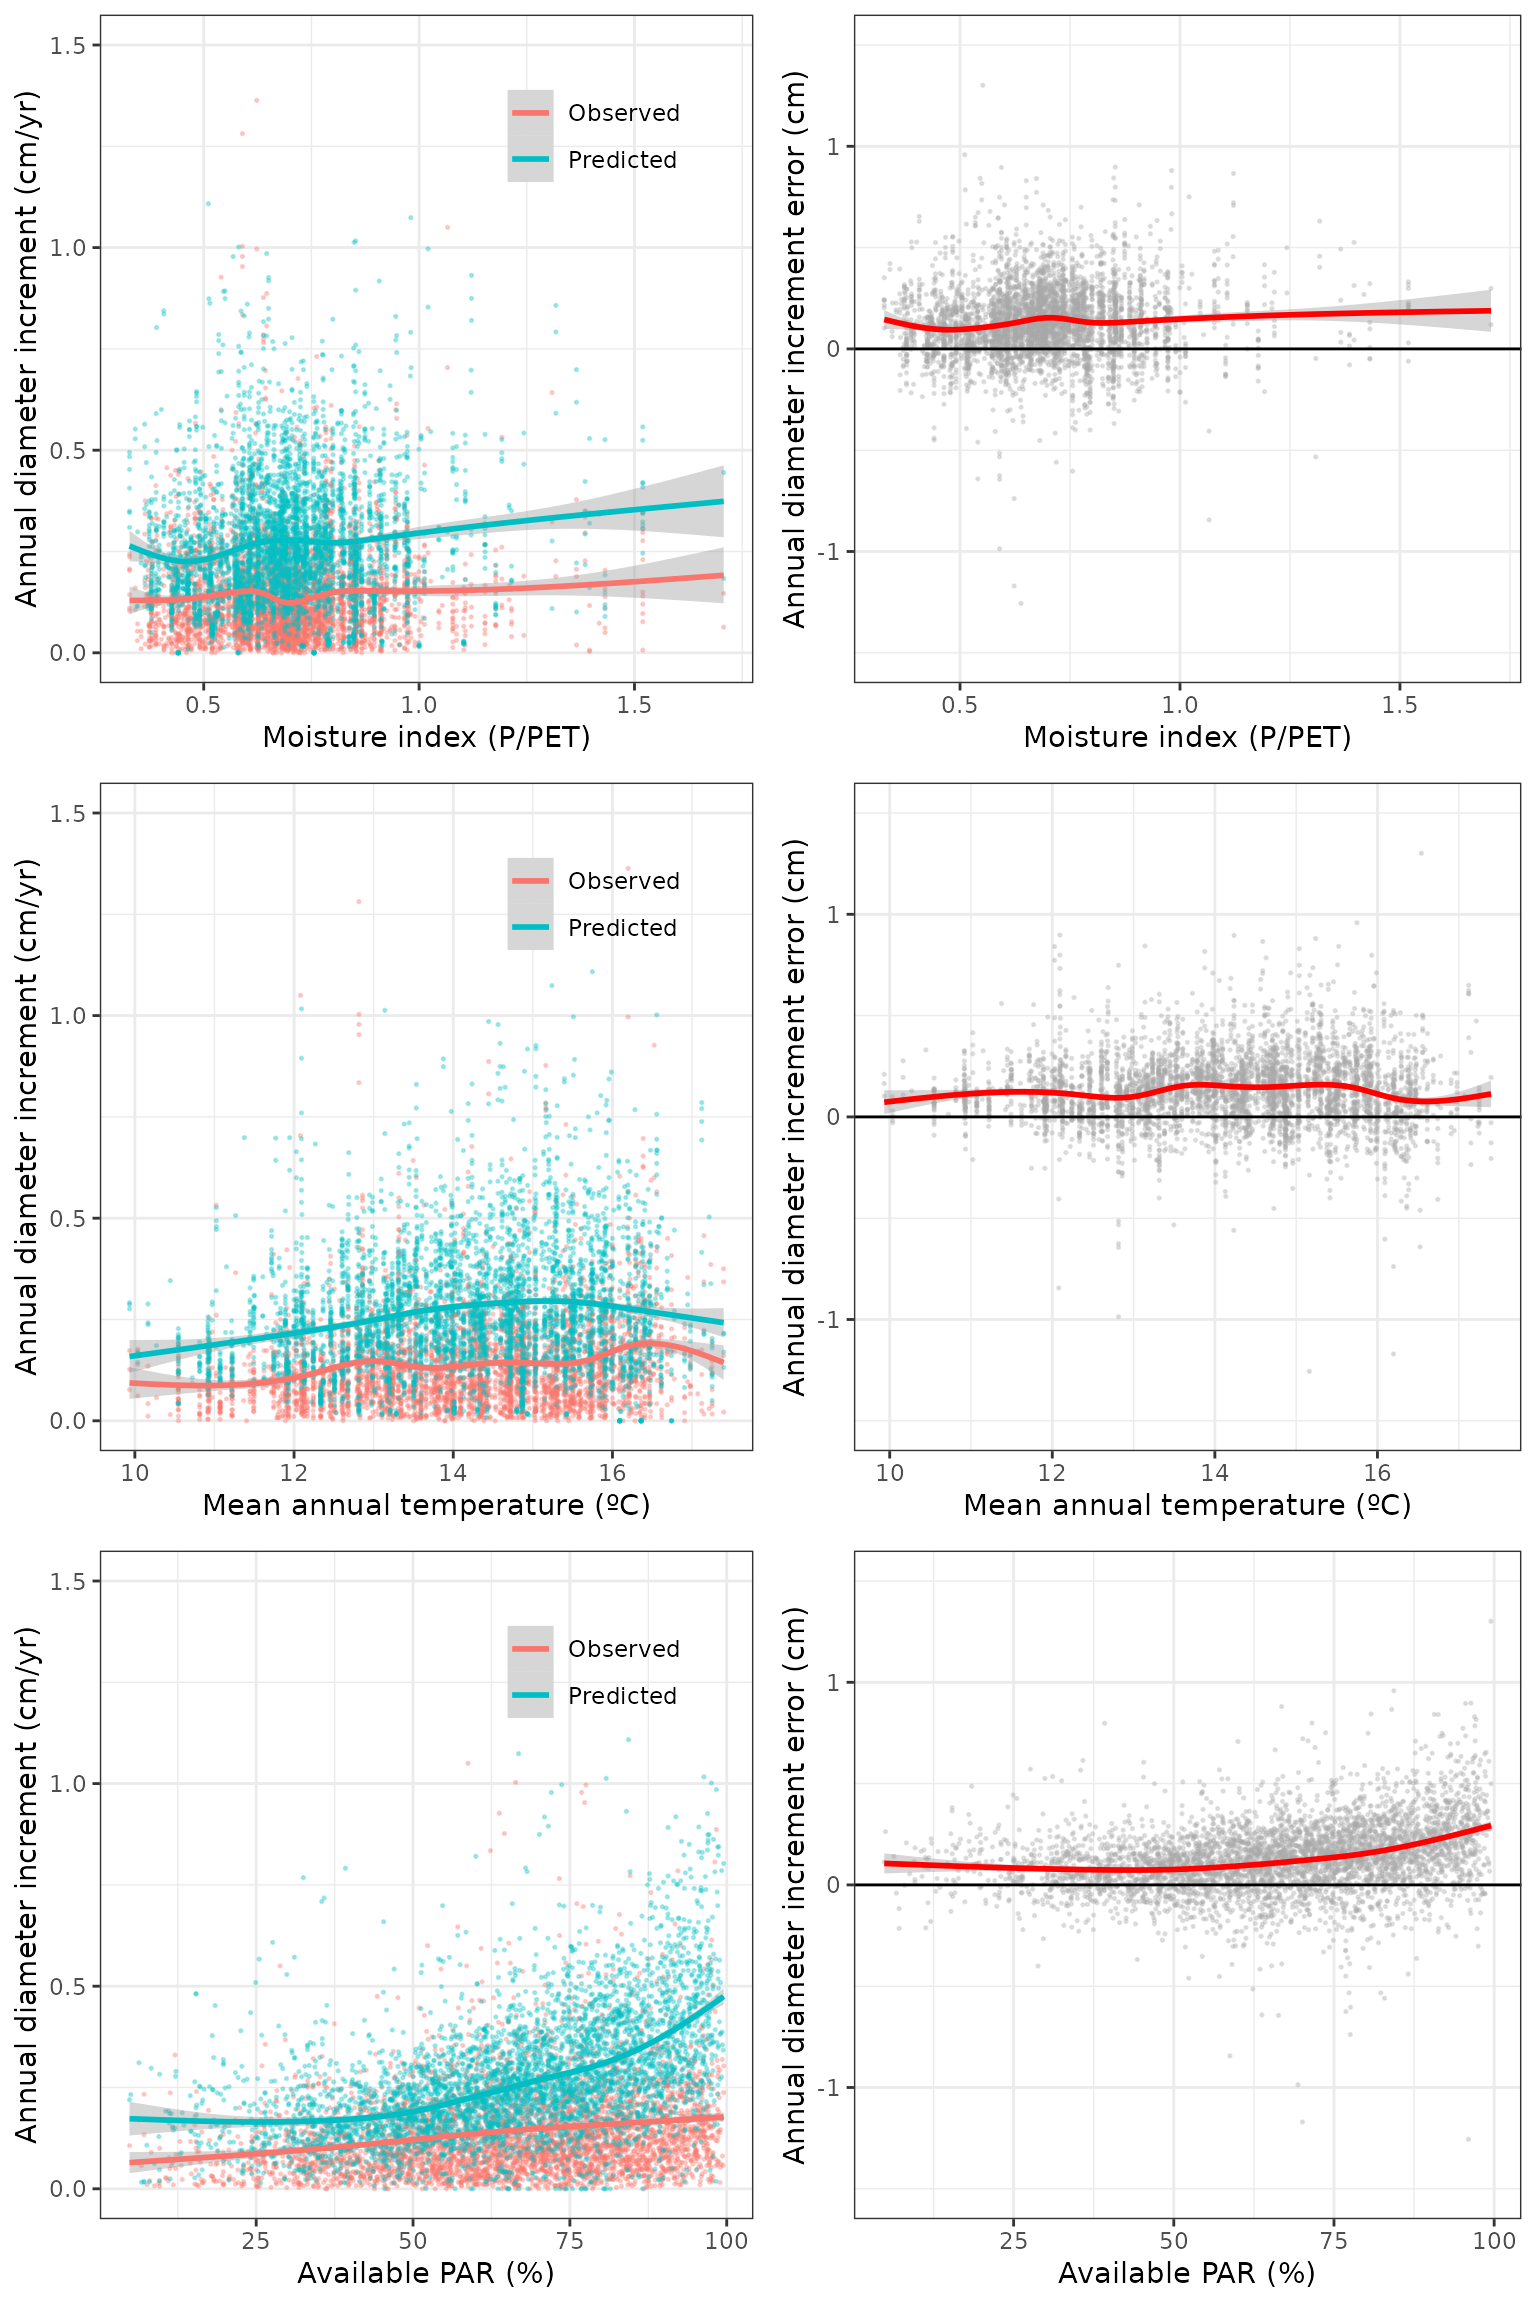 Annual diameter increment (cm/yr)
1.5
1.0
0.5
0.0
Observed
Predicted
0.5
1.0
1.5
Moisture index (P/PET)
Annual diameter increment error (cm)
1
0
-1
0.5
1.0
1.5
Moisture index (P/PET)
Annual diameter increment (cm/yr)
1.5
1.0
0.5
0.0
Observed
Predicted
10
12
14
16
Mean annual temperature (ºC)
Annual diameter increment error (cm)
1
0
-1
10
12
14
16
Mean annual temperature (ºC)
Annual diameter increment (cm/yr)
1.5
1.0
0.5
0.0
Observed
Predicted
25
50
75
100
Available PAR (%)
Annual diameter increment error (cm)
1
0
-1
25
50
75
100
Available PAR (%)